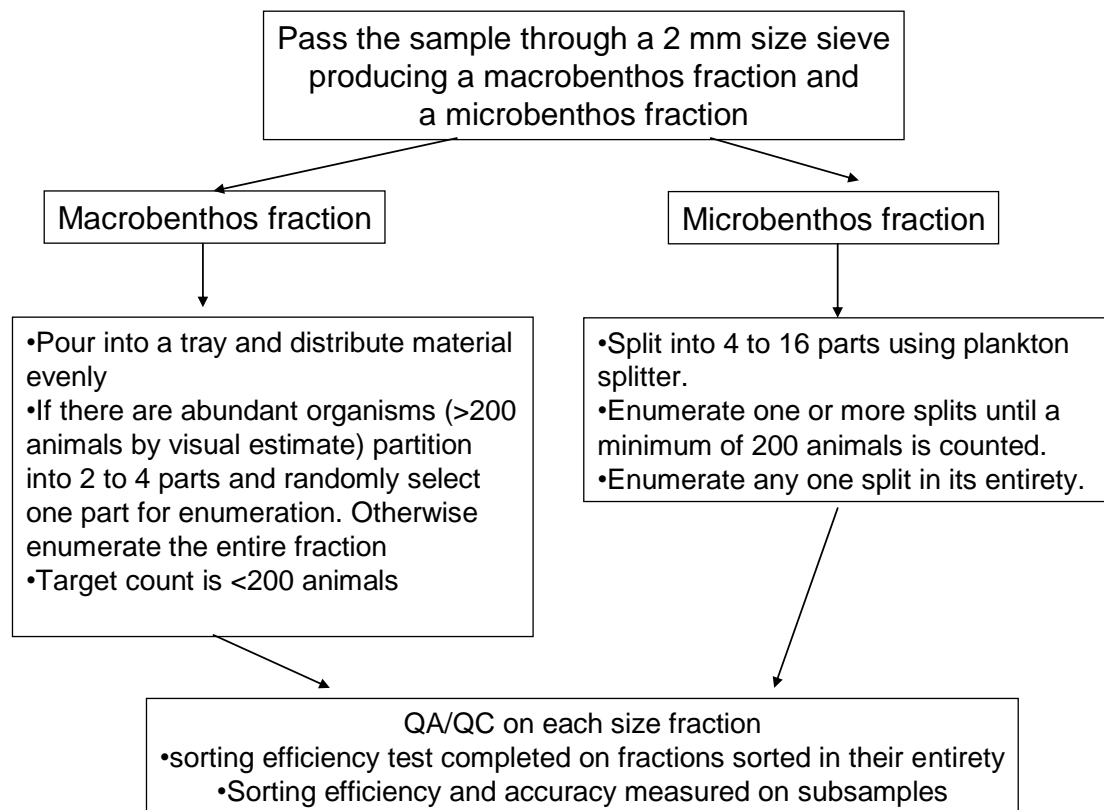 Pass the sample through a 2 mm size sieve
producing a macrobenthos fraction and
a microbenthos fraction
Macrobenthos fraction
Microbenthos fraction
•Pour into a tray and distribute material
evenly
•If there are abundant organisms (>200
animals by visual estimate) partition
into 2 to 4 parts and randomly select
one part for enumeration. Otherwise
enumerate the entire fraction
•Target count is <200 animals
•Split into 4 to 16 parts using plankton
splitter.
•Enumerate one or more splits until a
minimum of 200 animals is counted.
•Enumerate any one split in its entirety.
QA/QC on each size fraction
•sorting efficiency test completed on fractions sorted in their entirety
•Sorting efficiency and accuracy measured on subsamples